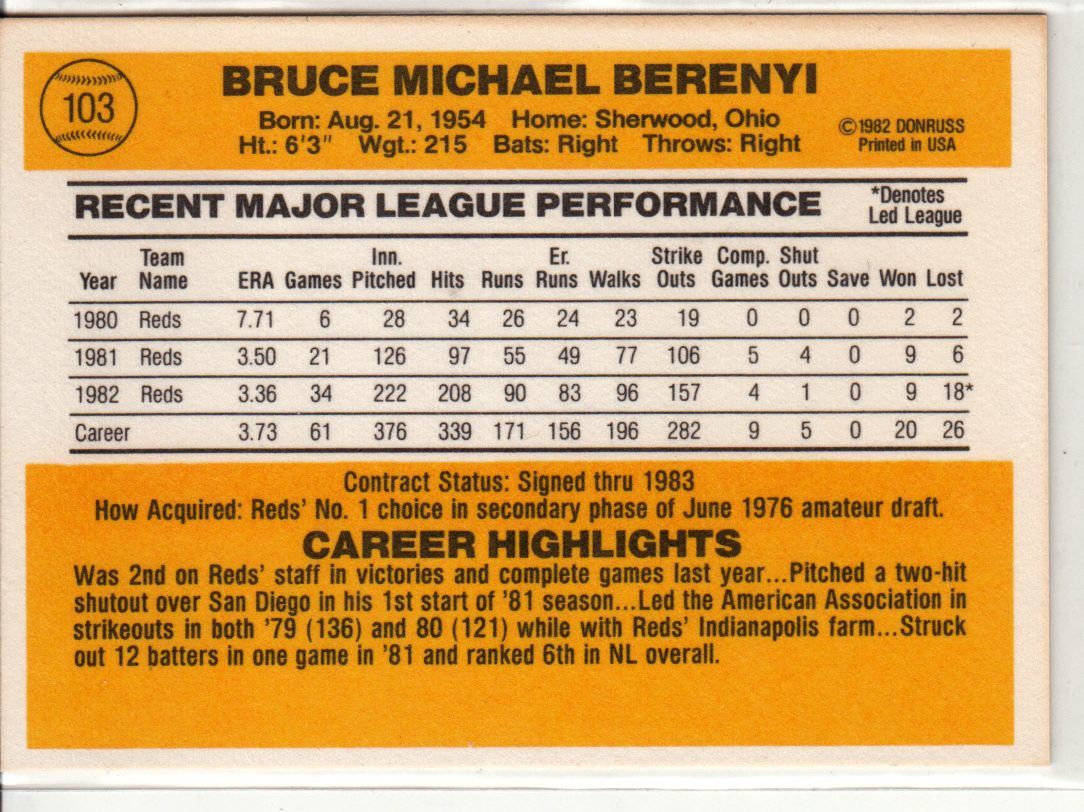 103
BRUCE MICHAEL BERENYI
Born: Aug. 21, 1954 Home: Sherwood, Ohio
Ht.: 6'3" Wgt.: 215 Bats: Right Throws: Right
©1982 DONRUSS
Printed in USA
RECENT MAJOR LEAGUE PERFORMANCE
*Denotes
Led League
Year Team Name ERA Games Inn. Pitched Hits Runs Er. Runs Walks Strike Outs Comp. Games Shut Outs Save Won Lost
1980 Reds 7.71 6 28 34 26 24 23 19 0 0 0 2 2
1981 Reds 3.50 21 126 97 55 49 77 106 5 4 0 9 6
1982 Reds 3.36 34 222 208 90 83 96 157 4 1 0 9 18*
Career 3.73 61 376 339 171 156 196 282 9 5 0 20 26
Contract Status: Signed thru 1983
How Acquired: Reds' No. 1 choice in secondary phase of June 1976 amateur draft.
CAREER HIGHLIGHTS
Was 2nd on Reds' staff in victories and complete games last year...Pitched a two-hit
shutout over San Diego in his 1st start of '81 season...Led the American Association in
strikeouts in both '79 (136) and 80 (121) while with Reds' Indianapolis farm...Struck
out 12 batters in one game in '81 and ranked 6th in NL overall.